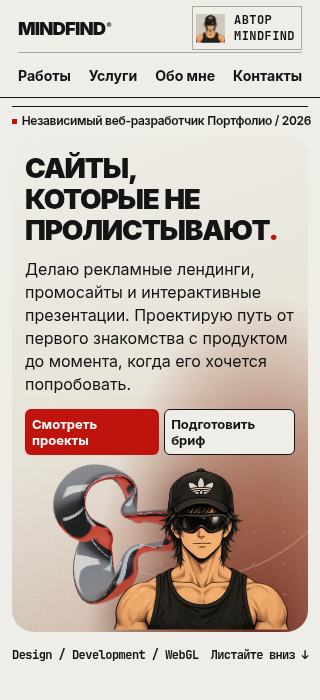 MINDFIND®
АВТОР
MINDFIND
Работы Услуги Обо мне Контакты
Независимый веб-разработчик Портфолио / 2026
САЙТЫ,
КОТОРЫЕ НЕ
ПРОЛИСТЫВАЮТ.
Делаю рекламные лендинги,
промосайты и интерактивные
презентации. Проектирую путь от
первого знакомства с продуктом
до момента, когда его хочется
попробовать.
Смотреть
проекты
Подготовить
бриф
Design / Development / WebGL Листайте вниз ↓